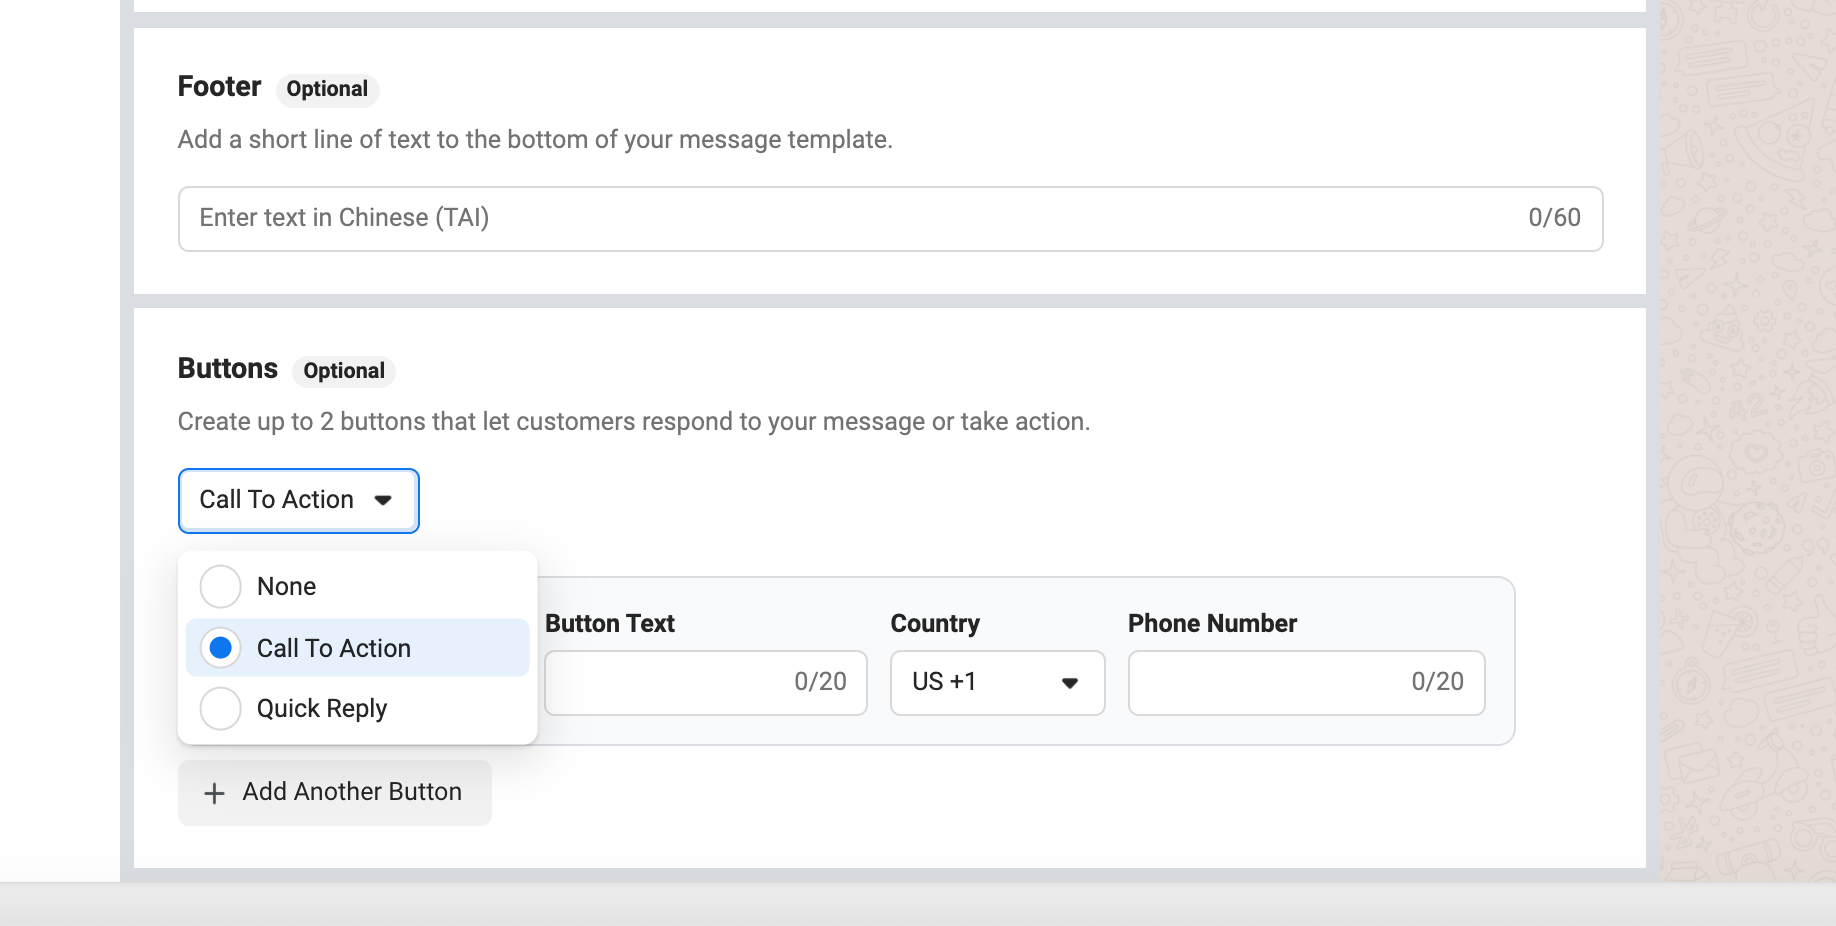 Footer Optional
Add a short line of text to the bottom of your message template.
Enter text in Chinese (TAI) 0/60
Buttons Optional
Create up to 2 buttons that let customers respond to your message or take action.
Call To Action
None
Call To Action
Quick Reply
Button Text Country Phone Number
0/20 US +1 0/20
+ Add Another Button